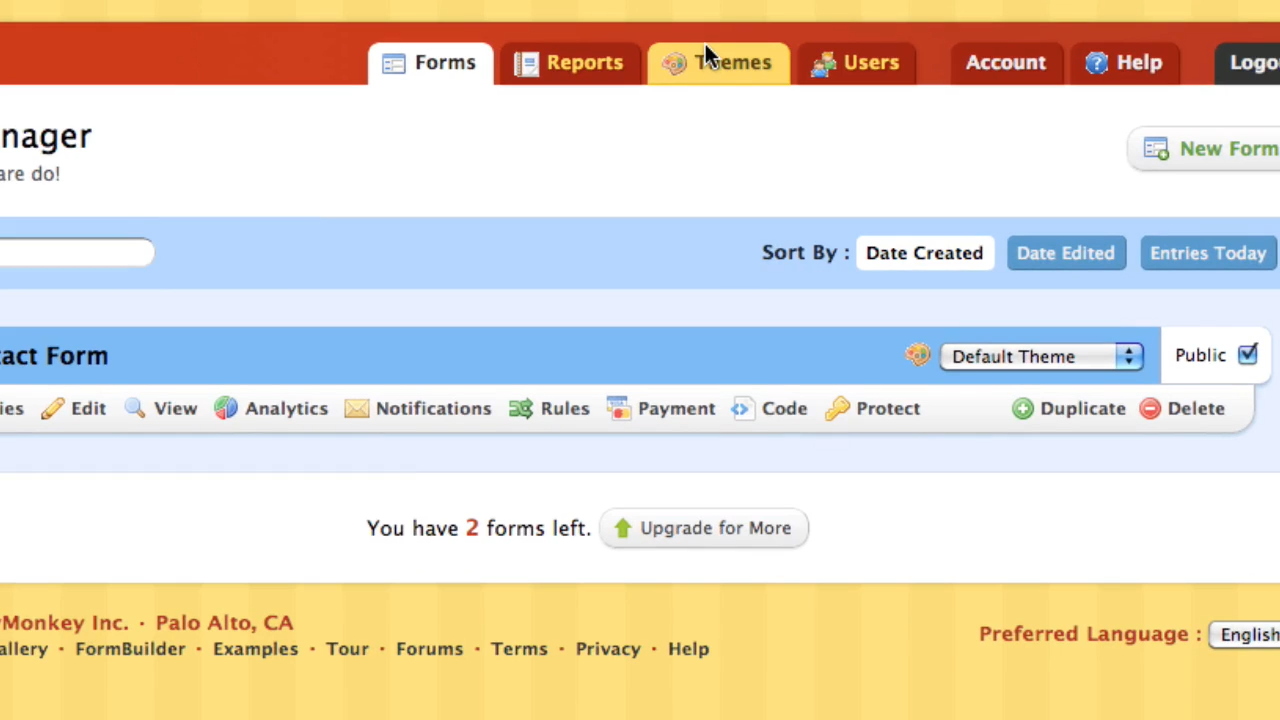 Forms Reports Themes Users Account Help Logo
nager
are do!
New Form
Sort By : Date Created Date Edited Entries Today
tact Form Default Theme Public
ies Edit View Analytics Notifications Rules Payment Code Protect Duplicate Delete
You have 2 forms left. Upgrade for More
yMonkey Inc. · Palo Alto, CA
allery · FormBuilder · Examples · Tour · Forums · Terms · Privacy · Help
Preferred Language : English